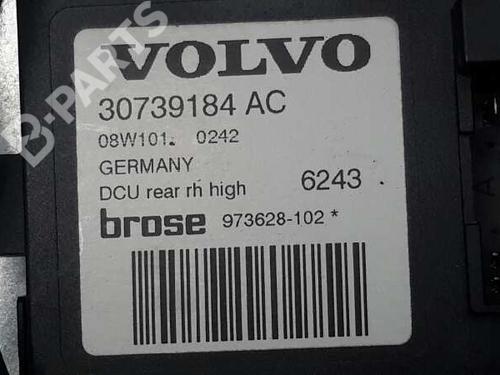 VOLVO
30739184 AC
08W101. 0242
GERMANY
DCU rear rh high 6243
brose 973628-102 *
B-PARTS